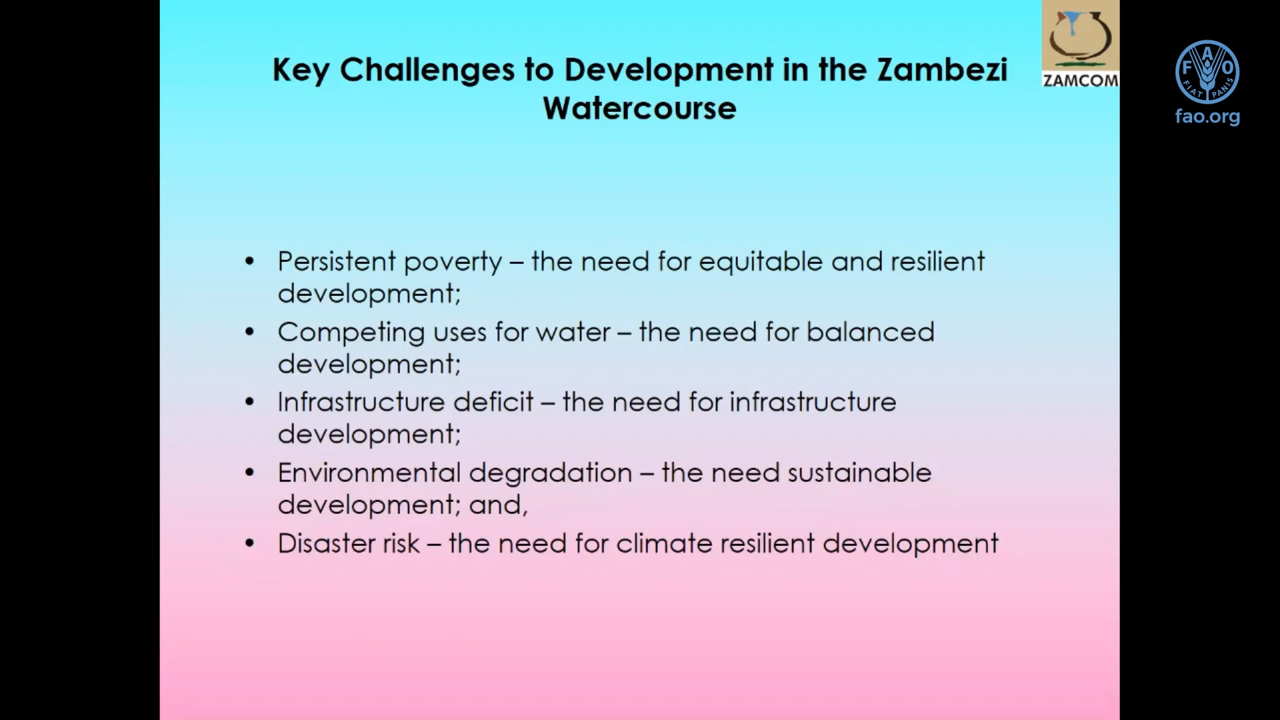 Key Challenges to Development in the Zambezi
Watercourse
ZAMCOM
FAO
FIAT PANIS
fao.org
• Persistent poverty – the need for equitable and resilient
development;
• Competing uses for water – the need for balanced
development;
• Infrastructure deficit – the need for infrastructure
development;
• Environmental degradation – the need sustainable
development; and,
• Disaster risk – the need for climate resilient development